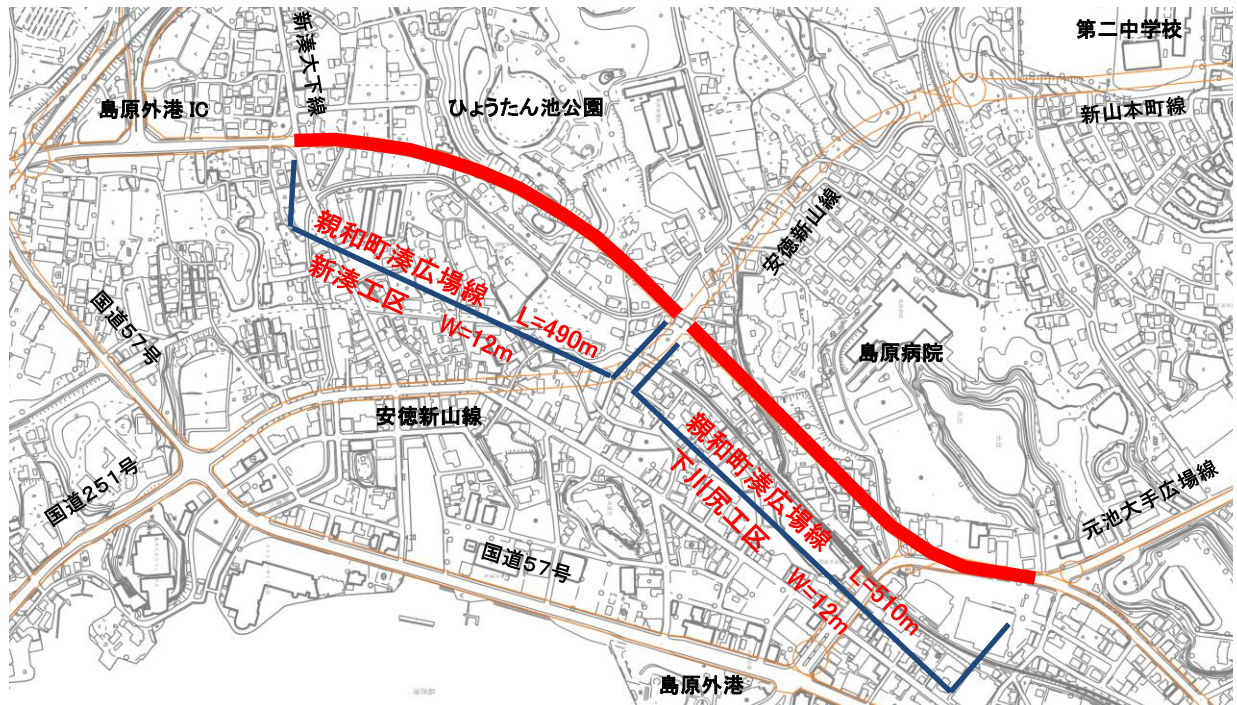 第二中学校
新湊大下線
島原外港IC
ひょうたん池公園
新山本町線
安徳新山線
親和町湊広場線
新湊工区 W=12m L=490m
国道57号
島原病院
安徳新山線
国道251号
親和町湊広場線
下川尻工区 W=12m L=510m
元池大手広場線
国道57号
島原外港